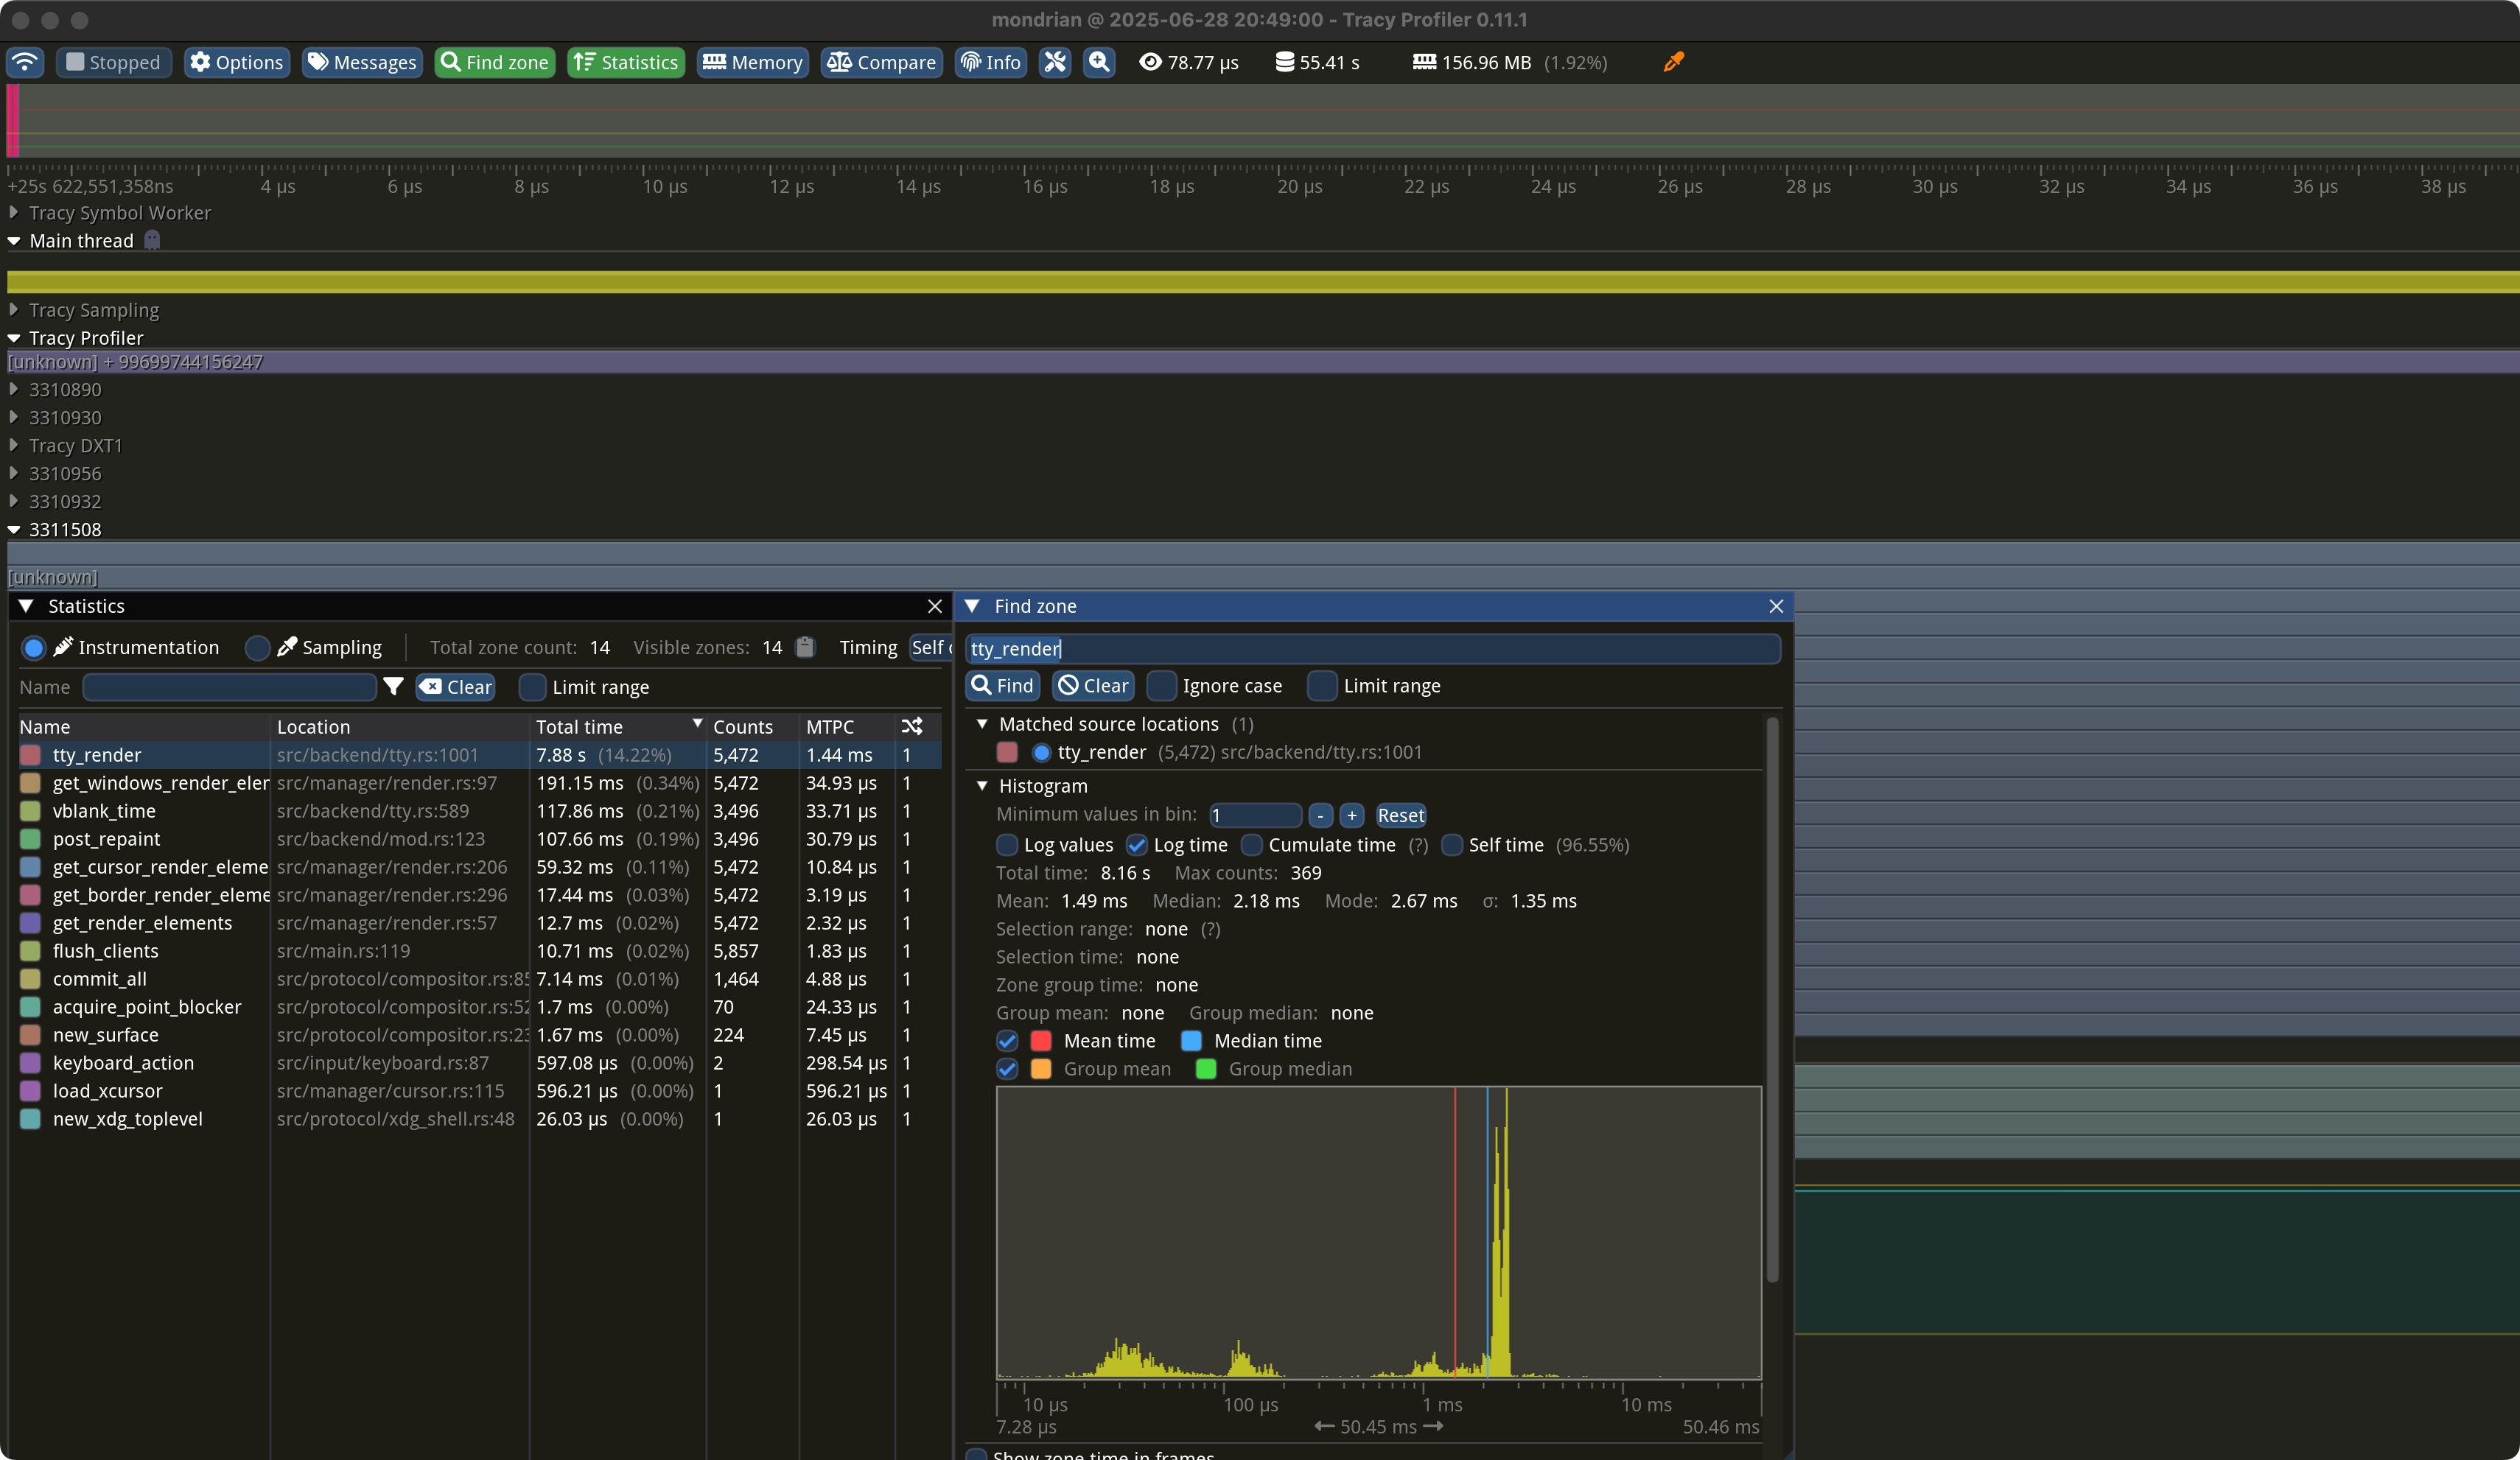 mondrian @ 2025-06-28 20:49:00 - Tracy Profiler 0.11.1
Stopped Options Messages Find zone Statistics Memory Compare Info 78.77 µs 55.41 s 156.96 MB (1.92%)
+25s 622,551,358ns 4 µs 6 µs 8 µs 10 µs 12 µs 14 µs 16 µs 18 µs 20 µs 22 µs 24 µs 26 µs 28 µs 30 µs 32 µs 34 µs 36 µs 38 µs
Tracy Symbol Worker
Main thread
Tracy Sampling
Tracy Profiler
[unknown] + 99699744156247
3310890
3310930
Tracy DXT1
3310956
3310932
3311508
[unknown]
Statistics
Instrumentation Sampling Total zone count: 14 Visible zones: 14 Timing Self
Name Clear Limit range
Name Location Total time Counts MTPC
tty_render src/backend/tty.rs:1001 7.88 s (14.22%) 5,472 1.44 ms 1
get_windows_render_eler src/manager/render.rs:97 191.15 ms (0.34%) 5,472 34.93 µs 1
vblank_time src/backend/tty.rs:589 117.86 ms (0.21%) 3,496 33.71 µs 1
post_repaint src/backend/mod.rs:123 107.66 ms (0.19%) 3,496 30.79 µs 1
get_cursor_render_eleme src/manager/render.rs:206 59.32 ms (0.11%) 5,472 10.84 µs 1
get_border_render_eleme src/manager/render.rs:296 17.44 ms (0.03%) 5,472 3.19 µs 1
get_render_elements src/manager/render.rs:57 12.7 ms (0.02%) 5,472 2.32 µs 1
flush_clients src/main.rs:119 10.71 ms (0.02%) 5,857 1.83 µs 1
commit_all src/protocol/compositor.rs:85 7.14 ms (0.01%) 1,464 4.88 µs 1
acquire_point_blocker src/protocol/compositor.rs:52 1.7 ms (0.00%) 70 24.33 µs 1
new_surface src/protocol/compositor.rs:23 1.67 ms (0.00%) 224 7.45 µs 1
keyboard_action src/input/keyboard.rs:87 597.08 µs (0.00%) 2 298.54 µs 1
load_xcursor src/manager/cursor.rs:115 596.21 µs (0.00%) 1 596.21 µs 1
new_xdg_toplevel src/protocol/xdg_shell.rs:48 26.03 µs (0.00%) 1 26.03 µs 1
Find zone
tty_render
Find Clear Ignore case Limit range
Matched source locations (1)
tty_render (5,472) src/backend/tty.rs:1001
Histogram
Minimum values in bin: 1 - + Reset
Log values Log time Cumulate time (?) Self time (96.55%)
Total time: 8.16 s Max counts: 369
Mean: 1.49 ms Median: 2.18 ms Mode: 2.67 ms σ: 1.35 ms
Selection range: none (?)
Selection time: none
Zone group time: none
Group mean: none Group median: none
Mean time Median time
Group mean Group median
10 µs 100 µs 1 ms 10 ms
7.28 µs 50.45 ms 50.46 ms
Show zone time in frames